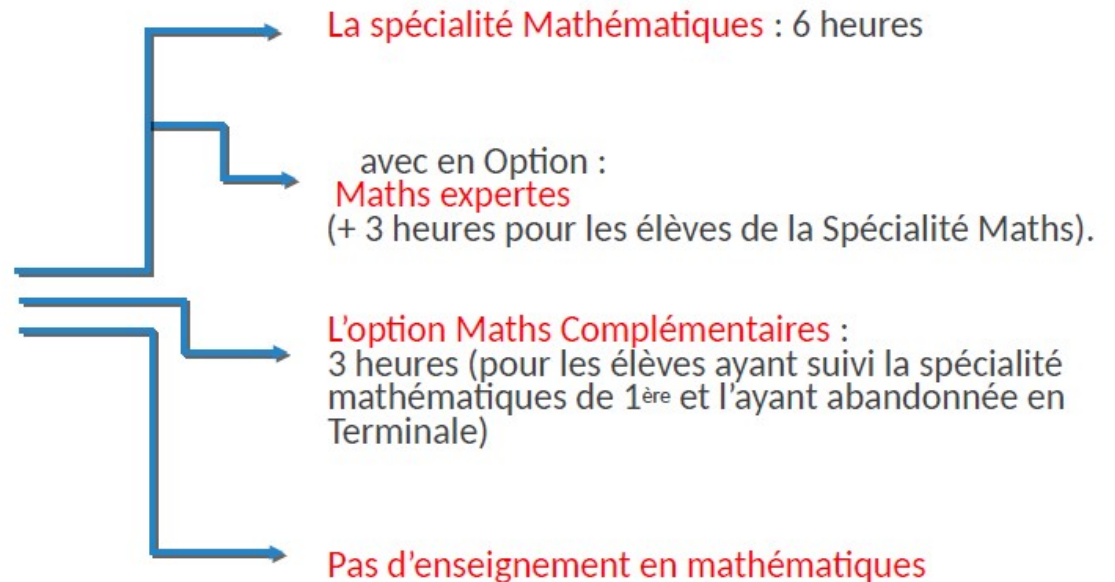 La spécialité Mathématiques : 6 heures
avec en Option :
Maths expertes
(+ 3 heures pour les élèves de la Spécialité Maths).
L’option Maths Complémentaires :
3 heures (pour les élèves ayant suivi la spécialité
mathématiques de 1ère et l’ayant abandonnée en
Terminale)
Pas d’enseignement en mathématiques